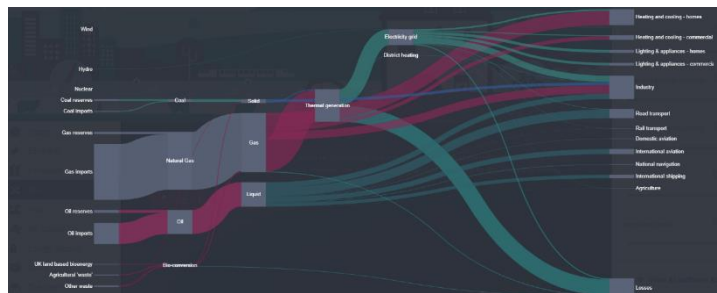 Wind
Hydro
Nuclear
Coal reserves
Coal imports
Gas reserves
Gas imports
Oil reserves
Oil imports
UK land based bioenergy
Agricultural 'waste'
Other waste
Coal
Natural Gas
Oil
Bio-conversion
Solid
Gas
Liquid
Thermal generation
Electricity grid
District heating
Heating and cooling - homes
Heating and cooling - commercial
Lighting & appliances - homes
Lighting & appliances - commercial
Industry
Road transport
Rail transport
Domestic aviation
International aviation
National navigation
International shipping
Agriculture
Losses